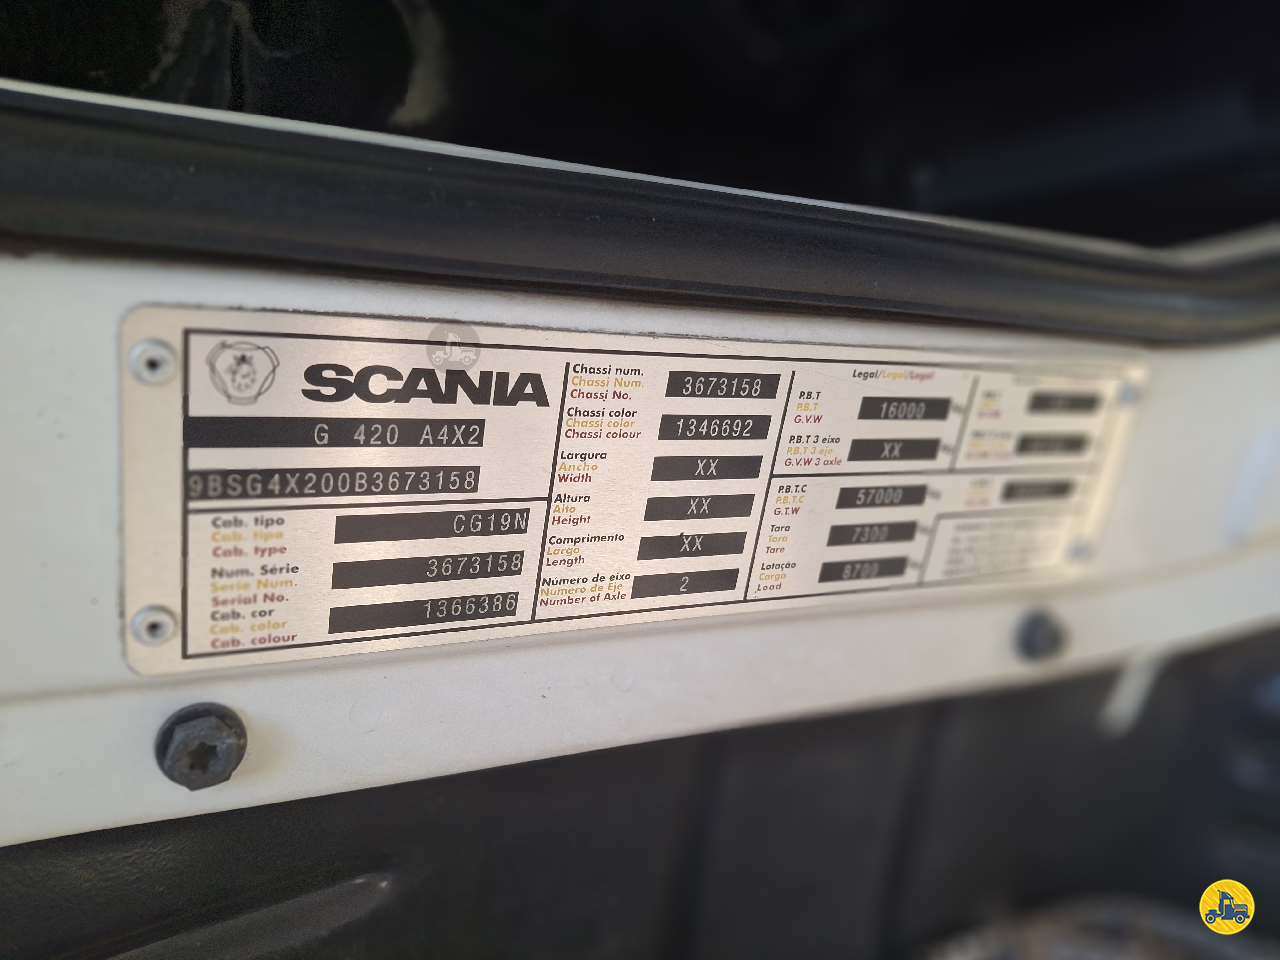 SCANIA
G 420 A4X2
9BSG4X200B3673158
Cab. tipo
Cab. tipo
Cab. type
CG19N
Num. Série
Serie Num.
Serial No.
3673158
Cab. cor
Cab. color
Cab. colour
1366386
Chassi num.
Chassi Num.
Chassi No.
3673158
Chassi color
Chassi color
Chassi colour
1346692
Largura
Ancho
Width
XX
Altura
Alto
Height
XX
Comprimento
Largo
Length
XX
Número de eixo
Numero de Eje
Number of Axle
2
Legal/Legal/Legal
P.B.T
P.B.T
G.V.W
16000
P.B.T 3 eixo
P.B.T 3 eje
G.V.W 3 axle
XX
P.B.T.C
P.B.T.C
G.T.W
57000
Tara
Tara
Tare
7300
Lotação
Carga
Load
8700